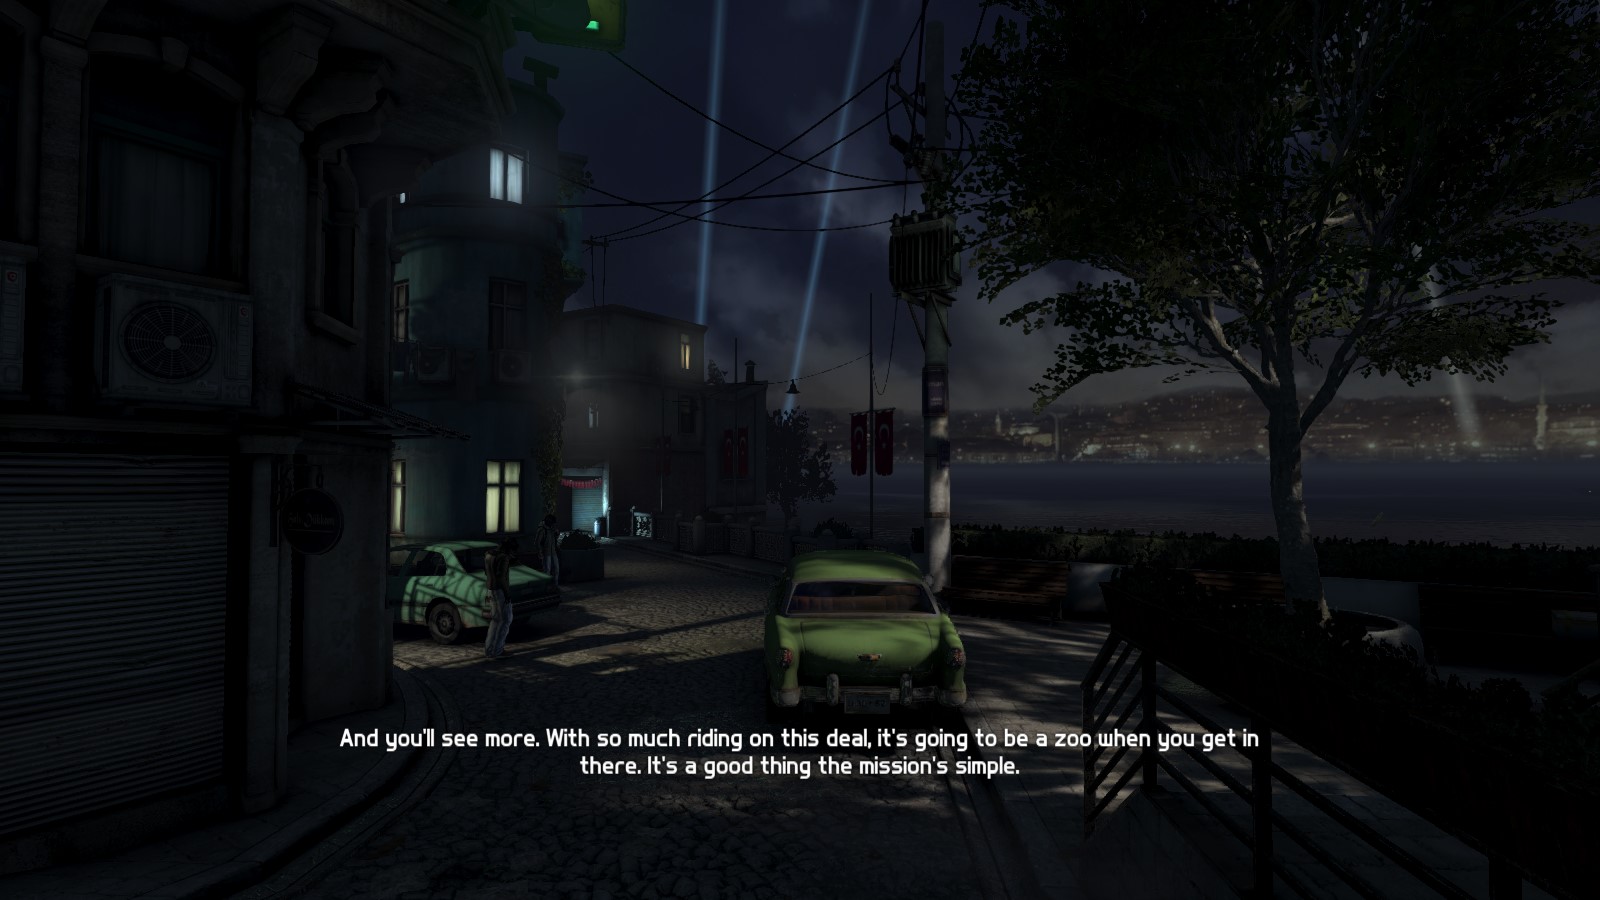 And you'll see more. With so much riding on this deal, it's going to be a zoo when you get in
there. It's a good thing the mission's simple.